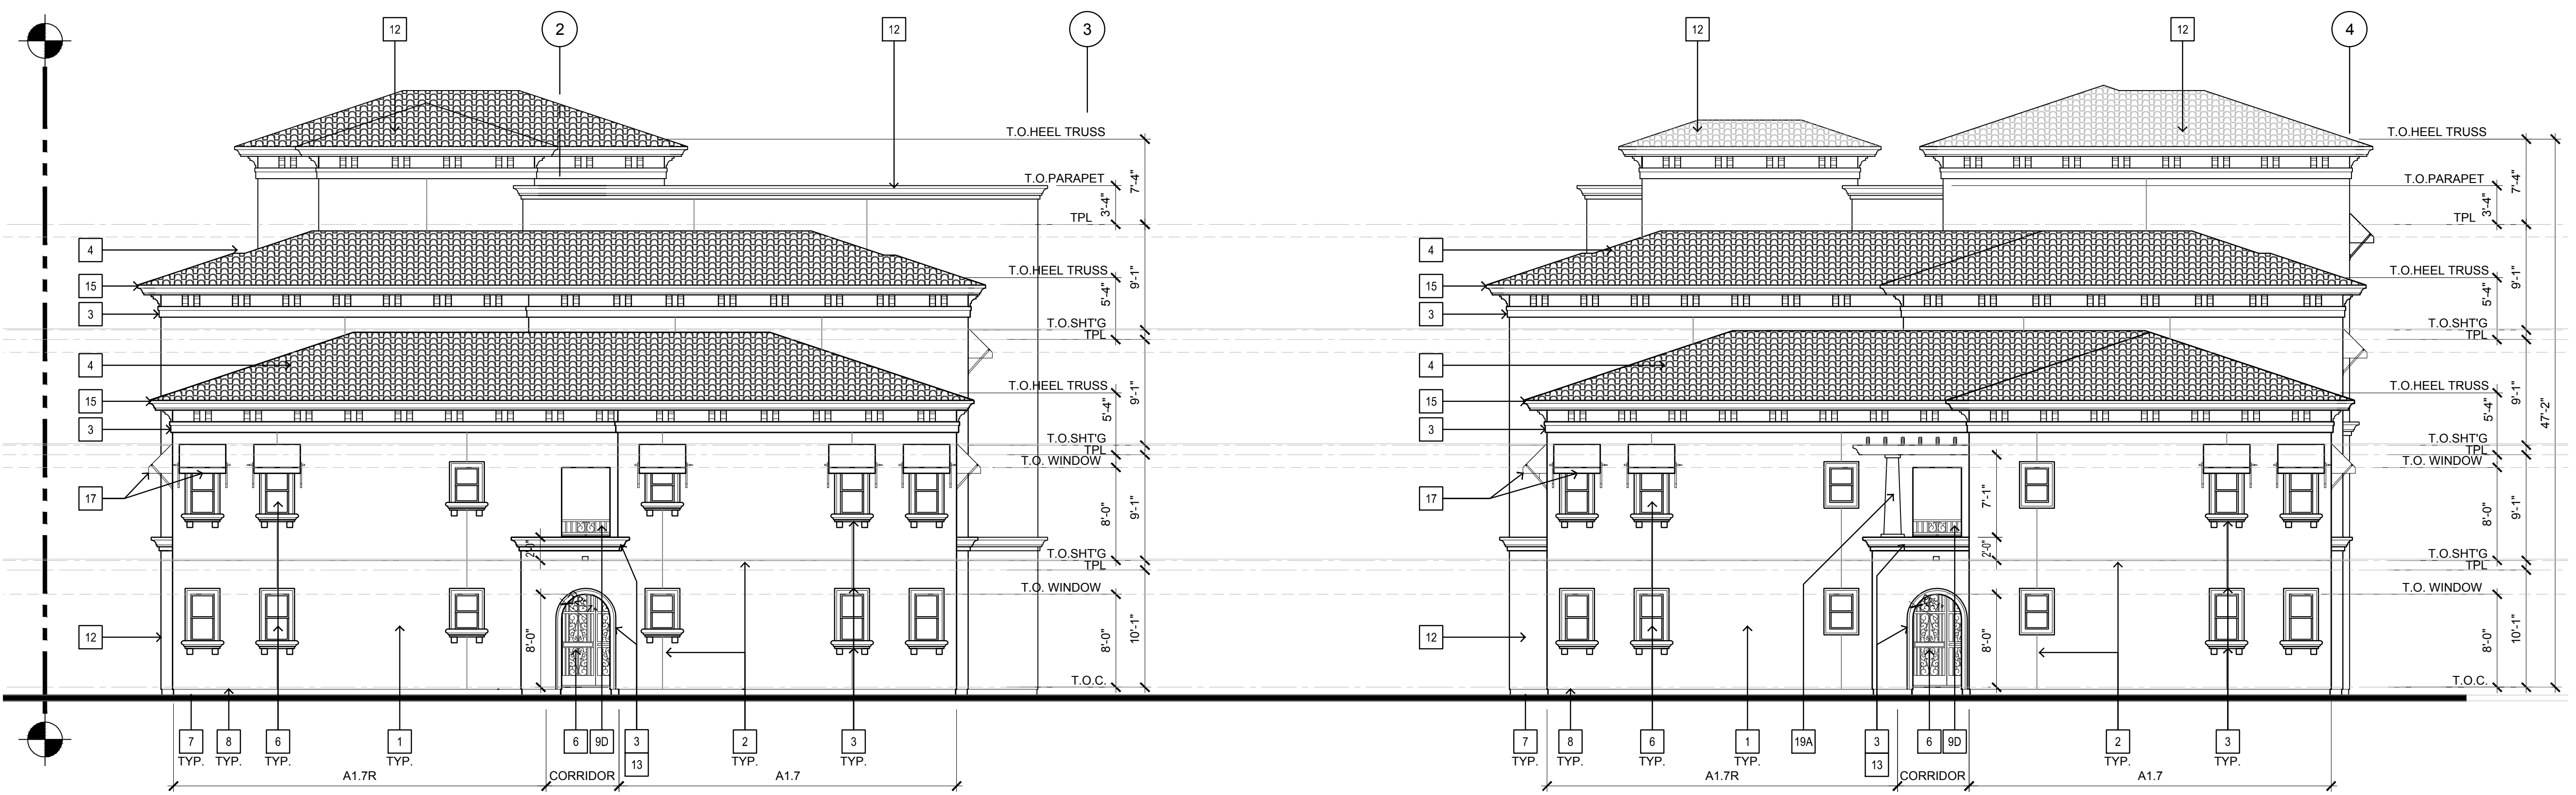 12
2
12
3
12
12
4
T.O.HEEL TRUSS
T.O.PARAPET
7'-4"
3'-4"
TPL
4
T.O.HEEL TRUSS
9'-1"
15
5'-4"
3
T.O.SHT'G
TPL
4
T.O.HEEL TRUSS
9'-1"
15
5'-4"
3
T.O.SHT'G
TPL
T.O. WINDOW
17
8'-0"
9'-1"
2'-0"
T.O.SHT'G
TPL
T.O. WINDOW
12
8'-0"
8'-0"
10'-1"
T.O.C.
7
8
6
1
6
9D
3
2
3
TYP.
TYP.
TYP.
TYP.
13
TYP.
TYP.
A1.7R
CORRIDOR
A1.7
T.O.HEEL TRUSS
T.O.PARAPET
7'-4"
3'-4"
TPL
4
T.O.HEEL TRUSS
9'-1"
15
5'-4"
3
T.O.SHT'G
TPL
4
T.O.HEEL TRUSS
9'-1"
15
5'-4"
47'-2"
3
T.O.SHT'G
TPL
T.O. WINDOW
17
7'-1"
8'-0"
9'-1"
2'-0"
T.O.SHT'G
TPL
T.O. WINDOW
12
8'-0"
8'-0"
10'-1"
T.O.C.
7
8
6
1
19A
3
6
9D
2
3
TYP.
TYP.
TYP.
TYP.
13
TYP.
TYP.
A1.7R
CORRIDOR
A1.7